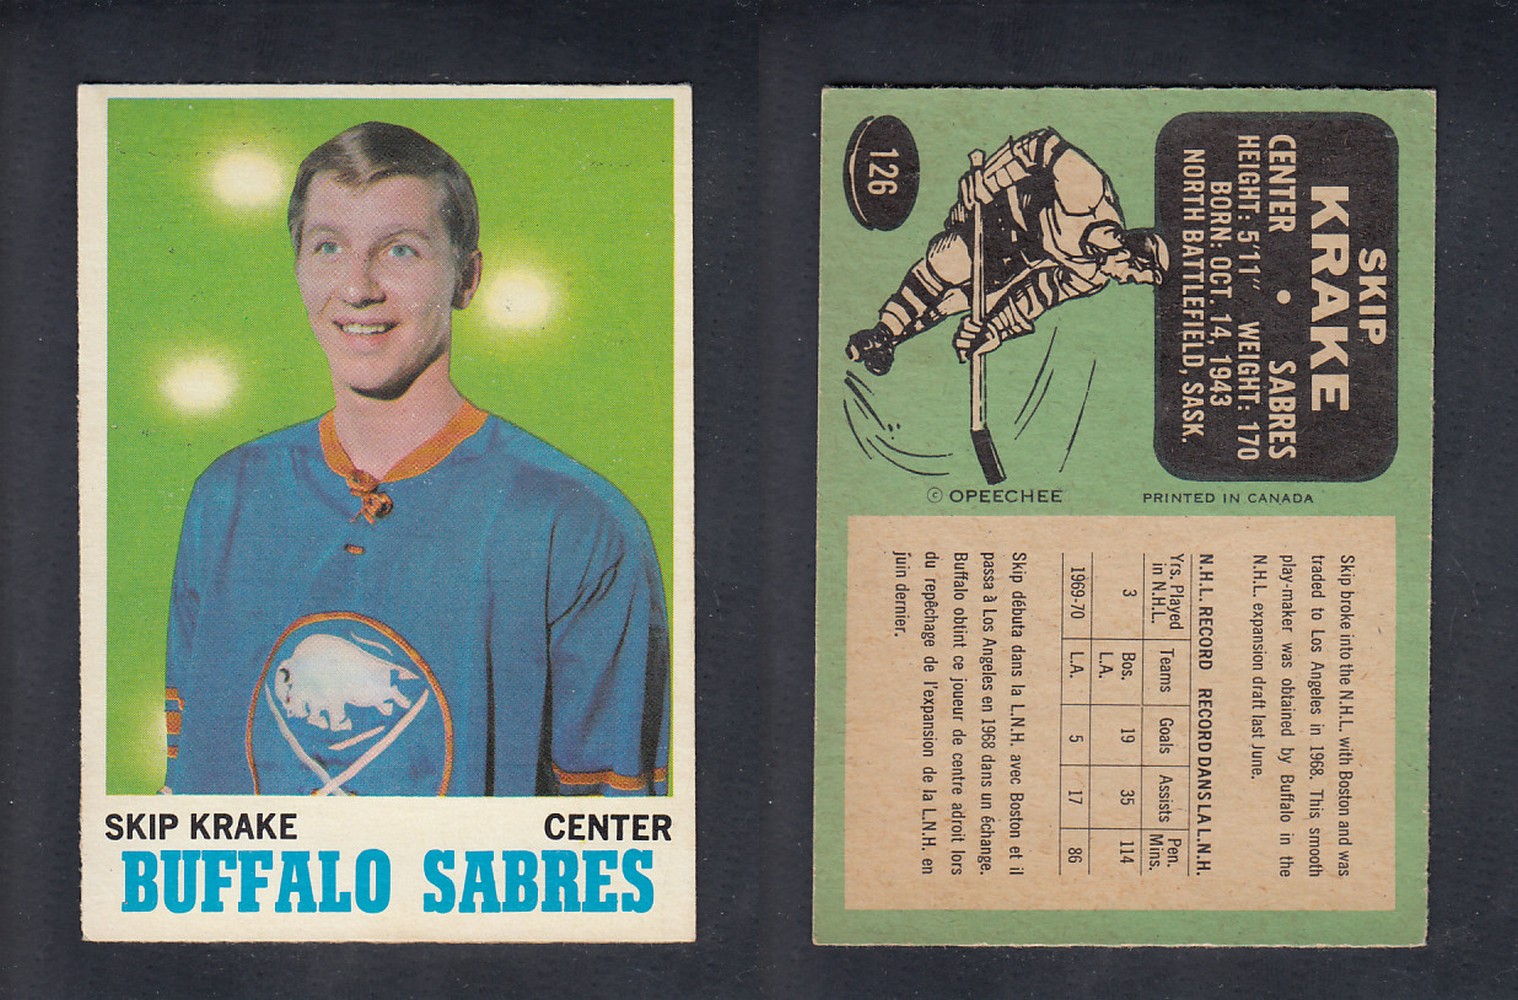 SKIP KRAKE CENTER
BUFFALO SABRES
126
SKIP
KRAKE
CENTER • SABRES
HEIGHT: 5'11" WEIGHT: 170
BORN: OCT. 14, 1943
NORTH BATTLEFIELD, SASK.
© OPEECHEE PRINTED IN CANADA
Skip broke into the N.H.L. with Boston and was
traded to Los Angeles in 1968. This smooth
play-maker was obtained by Buffalo in the
N.H.L. expansion draft last June.
N.H.L. RECORD RECORD DANS LA L.N.H.
Yrs. Played in N.H.L. Teams Goals Assists Pen. Mins.
3 Bos. L.A. 19 35 114
1969-70 L.A. 5 17 86
Skip débuta dans la L.N.H. avec Boston et il
passa à Los Angeles en 1968 dans un échange.
Buffalo obtint ce joueur de centre adroit lors
du repêchage de l'expansion de la L.N.H. en
juin dernier.